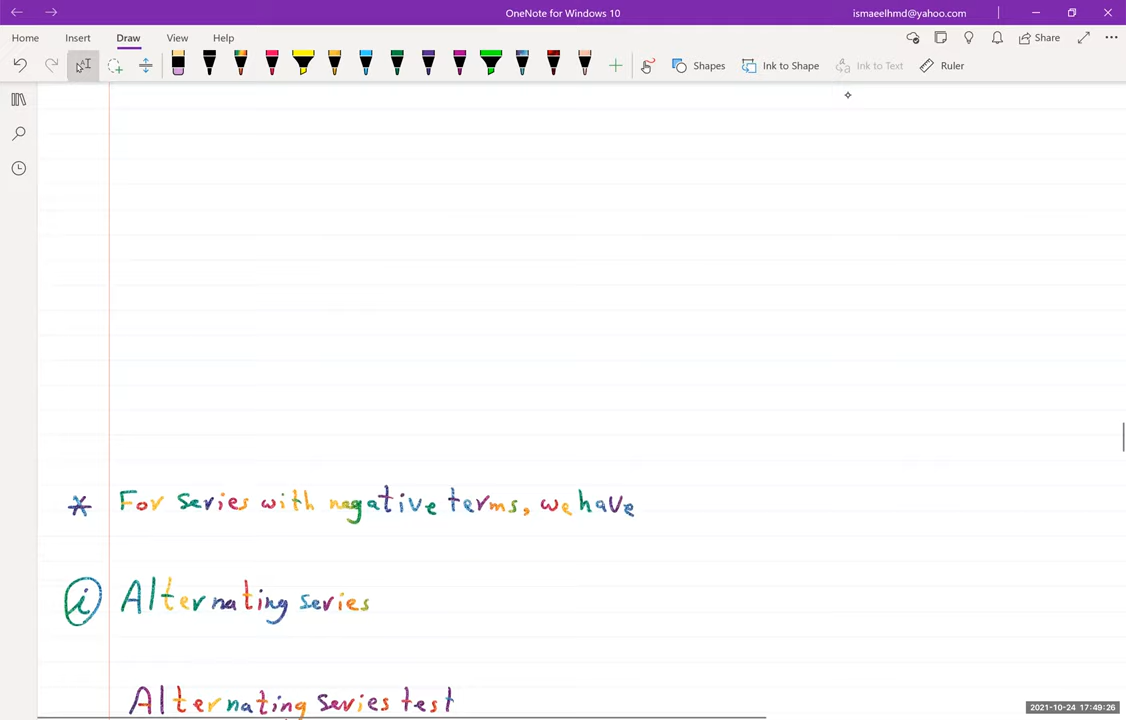 OneNote for Windows 10
ismaeelhmd@yahoo.com
Home Insert Draw View Help
Share
Shapes Ink to Shape Ink to Text Ruler
* For series with negative terms, we have
i Alternating series
Alternating series test
2021-10-24 17:49:26